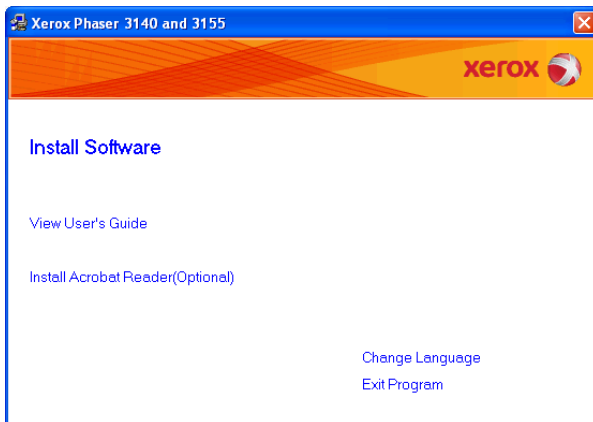 Xerox Phaser 3140 and 3155
xerox
Install Software
View User's Guide
Install Acrobat Reader(Optional)
Change Language
Exit Program